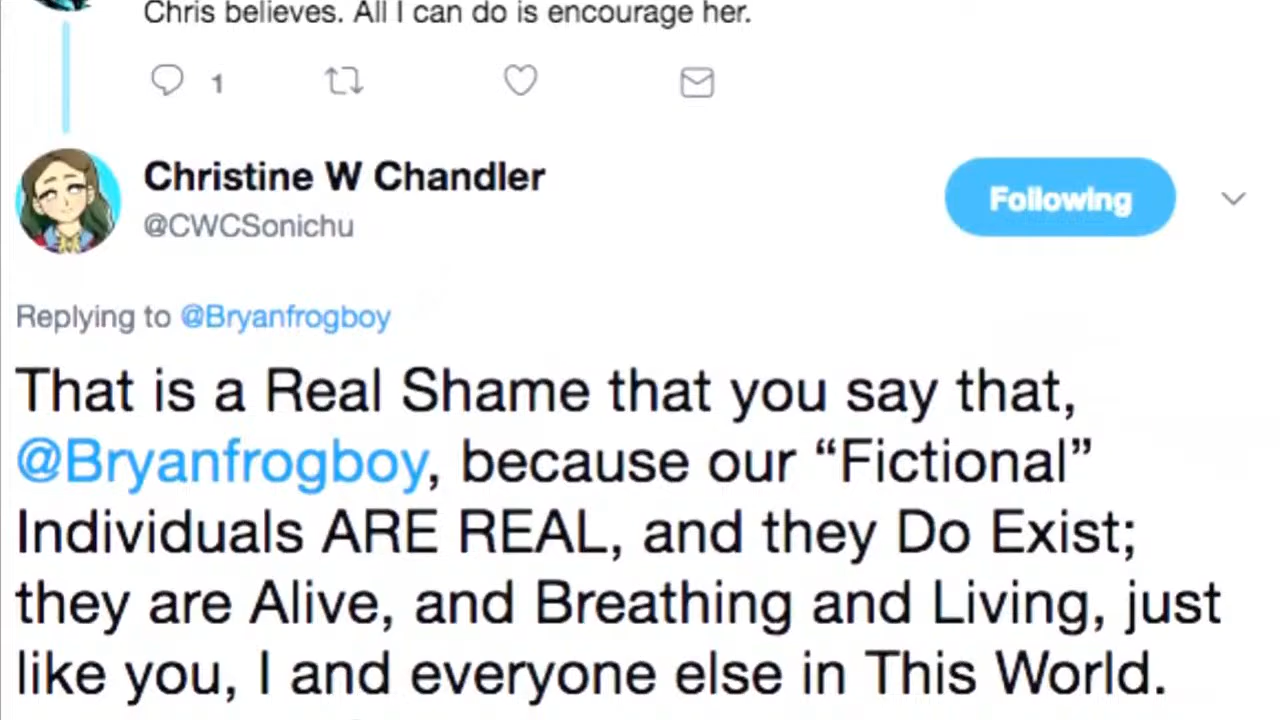 Chris believes. All I can do is encourage her.
1
Christine W Chandler
@CWCSonichu
Following
Replying to @Bryanfrogboy
That is a Real Shame that you say that,
@Bryanfrogboy, because our “Fictional”
Individuals ARE REAL, and they Do Exist;
they are Alive, and Breathing and Living, just
like you, I and everyone else in This World.